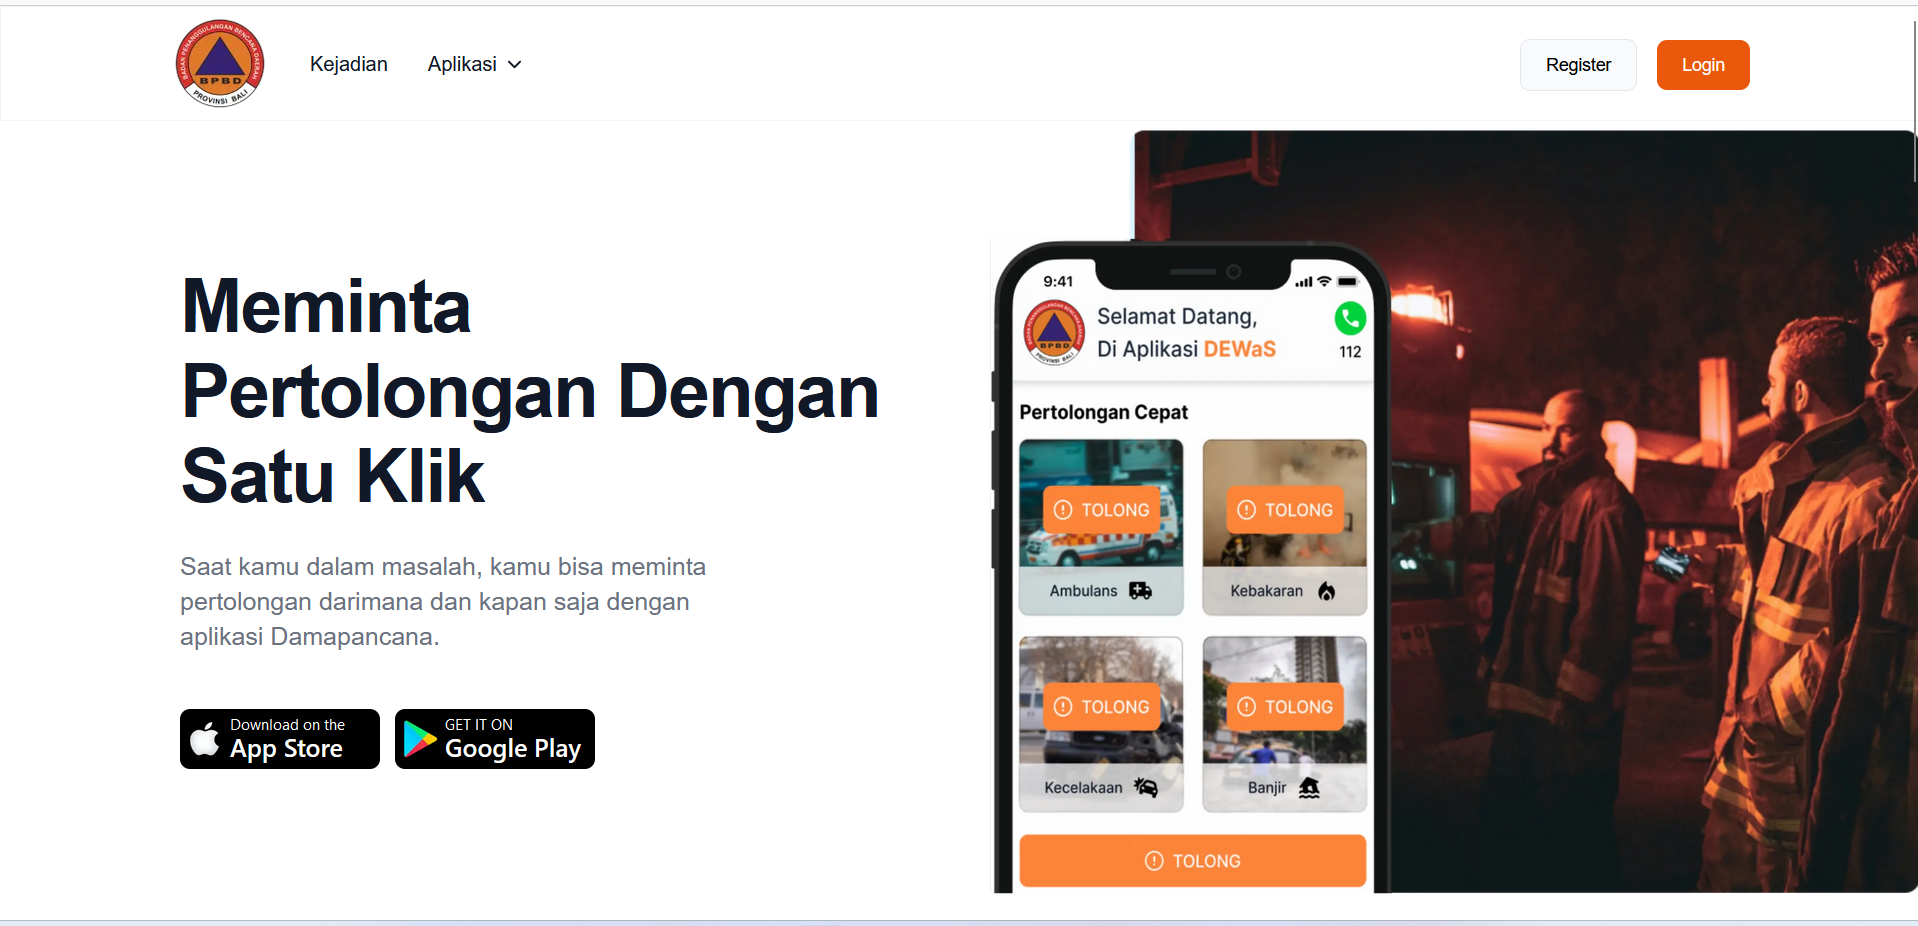 BADAN PENANGGULANGAN BENCANA DAERAH
BPBD
PROVINSI BALI
Kejadian
Aplikasi
Register
Login
Meminta
Pertolongan Dengan
Satu Klik
Saat kamu dalam masalah, kamu bisa meminta
pertolongan darimana dan kapan saja dengan
aplikasi Damapancana.
Download on the
App Store
GET IT ON
Google Play
9:41
BPBD
PROVINSI BALI
Selamat Datang,
Di Aplikasi DEWaS
112
Pertolongan Cepat
TOLONG
TOLONG
Ambulans
Kebakaran
TOLONG
TOLONG
Kecelakaan
Banjir
TOLONG